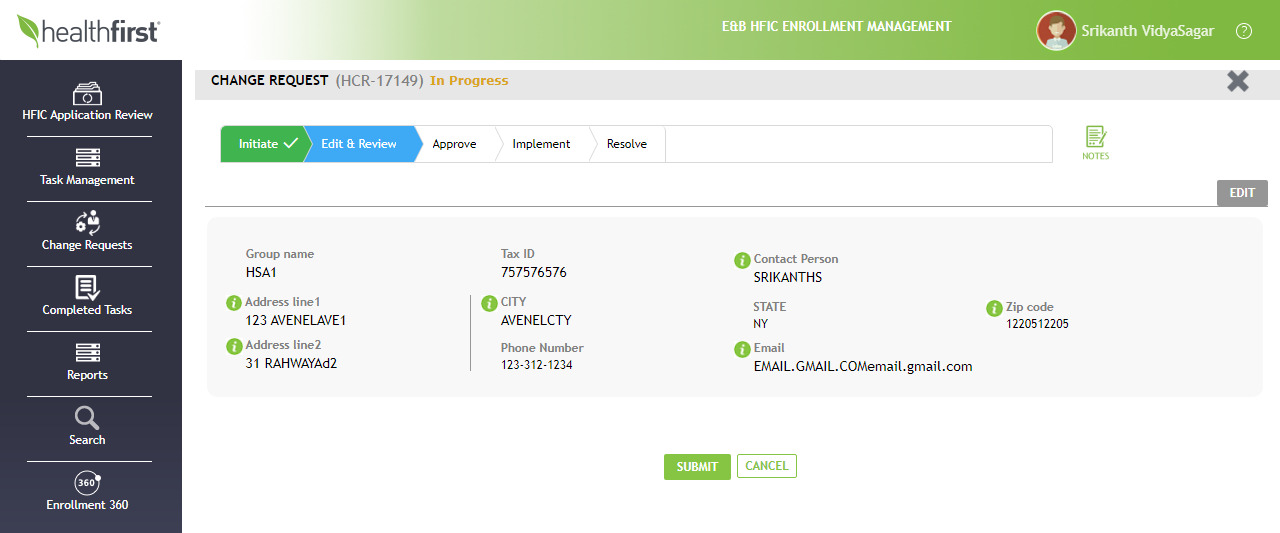 healthfirst
E&B HFIC ENROLLMENT MANAGEMENT
Srikanth VidyaSagar
?
HFIC Application Review
Task Management
Change Requests
Completed Tasks
Reports
Search
360
Enrollment 360
CHANGE REQUEST (HCR-17149) In Progress
Initiate Edit & Review Approve Implement Resolve
NOTES
EDIT
Group name
HSA1
Tax ID
757576576
i Contact Person
SRIKANTHS
i Address line1
123 AVENELAVE1
i CITY
AVENELCTY
STATE
NY
i Zip code
1220512205
i Address line2
31 RAHWAYAd2
Phone Number
123-312-1234
i Email
EMAIL.GMAIL.COMemail.gmail.com
SUBMIT CANCEL